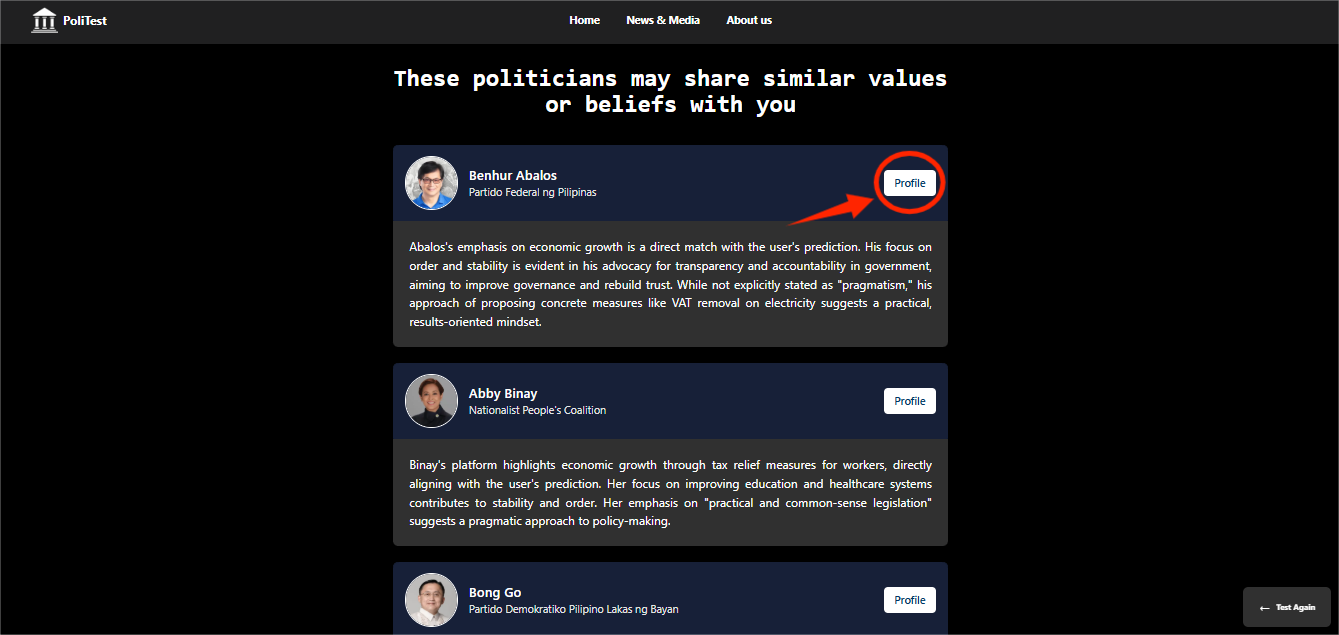 PoliTest
Home
News & Media
About us
These politicians may share similar values
or beliefs with you
Benhur Abalos
Partido Federal ng Pilipinas
Profile
Abalos's emphasis on economic growth is a direct match with the user's prediction. His focus on
order and stability is evident in his advocacy for transparency and accountability in government,
aiming to improve governance and rebuild trust. While not explicitly stated as "pragmatism," his
approach of proposing concrete measures like VAT removal on electricity suggests a practical,
results-oriented mindset.
Abby Binay
Nationalist People's Coalition
Profile
Binay's platform highlights economic growth through tax relief measures for workers, directly
aligning with the user's prediction. Her focus on improving education and healthcare systems
contributes to stability and order. Her emphasis on "practical and common-sense legislation"
suggests a pragmatic approach to policy-making.
Bong Go
Partido Demokratiko Pilipino Lakas ng Bayan
Profile
← Test Again